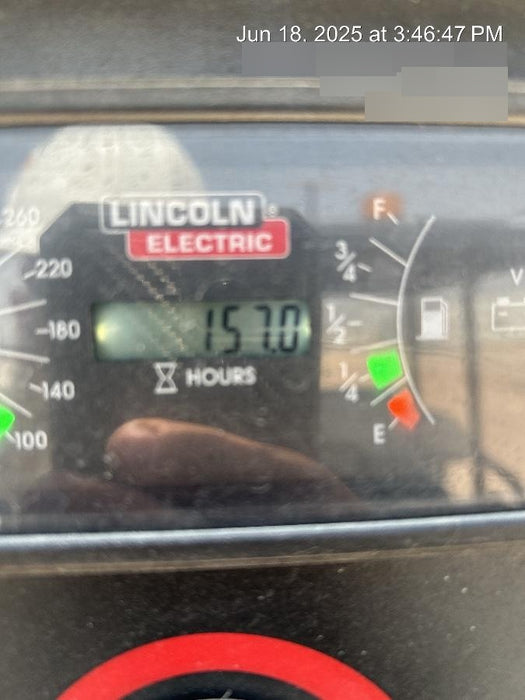 Jun 18. 2025 at 3:46:47 PM
LINCOLN®
ELECTRIC
157.0
HOURS
260
220
180
140
100
F
3/4
1/2
1/4
E
V